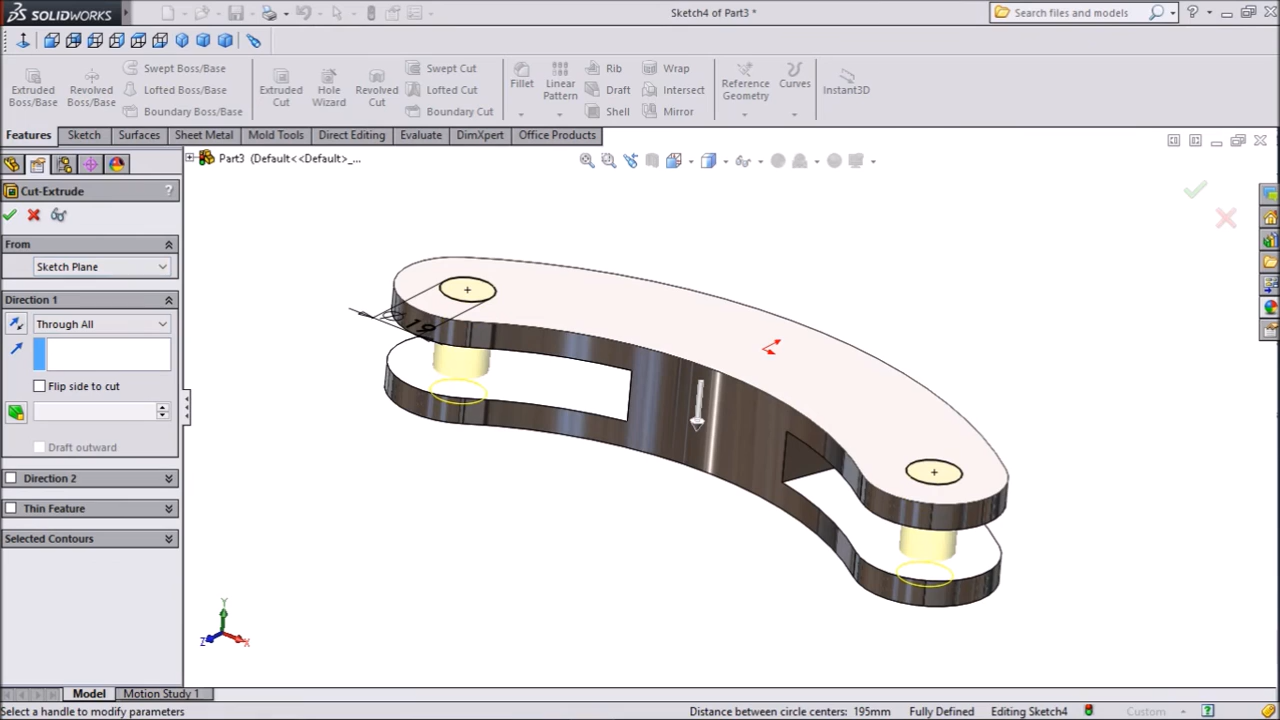 SOLIDWORKS
Sketch4 of Part3 *
Search files and models
Extruded Boss/Base
Revolved Boss/Base
Swept Boss/Base
Lofted Boss/Base
Boundary Boss/Base
Extruded Cut
Hole Wizard
Revolved Cut
Swept Cut
Lofted Cut
Boundary Cut
Fillet
Linear Pattern
Rib
Draft
Shell
Wrap
Intersect
Mirror
Reference Geometry
Curves
Instant3D
Features
Sketch
Surfaces
Sheet Metal
Mold Tools
Direct Editing
Evaluate
DimXpert
Office Products
Part3 (Default<<Default>_...
Cut-Extrude
?
From
Sketch Plane
Direction 1
Through All
Flip side to cut
Draft outward
Direction 2
Thin Feature
Selected Contours
⌀19
Y
Z
X
Model
Motion Study 1
Select a handle to modify parameters
Distance between circle centers: 195mm
Fully Defined
Editing Sketch4
Custom